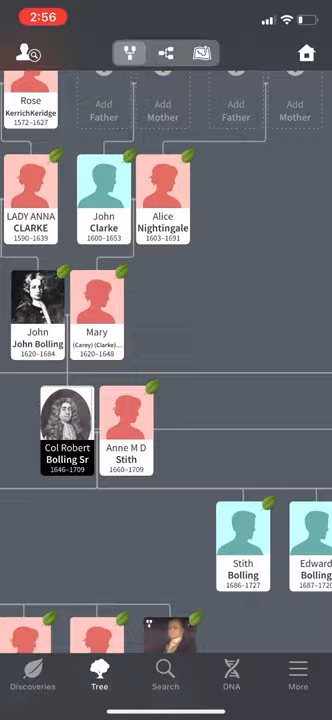 2:56
Rose
KerrichKeridge
1572–1627
Add
Father
Add
Mother
Add
Father
Add
Mother
LADY ANNA
CLARKE
1590–1639
John
Clarke
1600–1653
Alice
Nightingale
1603–1691
John
John Bolling
1620–1684
Mary
(Carey) (Clarke)...
1620–1648
Col Robert
Bolling Sr
1646–1709
Anne M D
Stith
1660–1709
Stith
Bolling
1686–1727
Edward
Bolling
1687–1720
Discoveries
Tree
Search
DNA
More